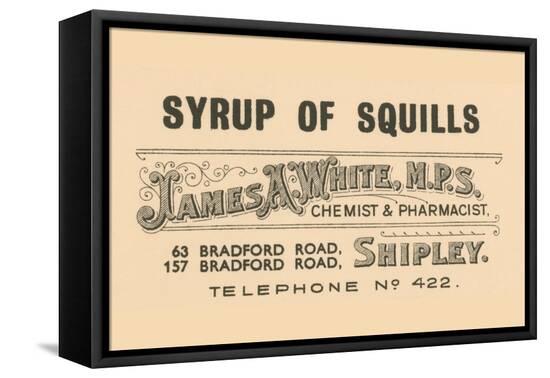 SYRUP OF SQUILLS
JAMES A. WHITE, M.P.S.
CHEMIST & PHARMACIST,
63 BRADFORD ROAD,
157 BRADFORD ROAD,
SHIPLEY.
TELEPHONE No 422.